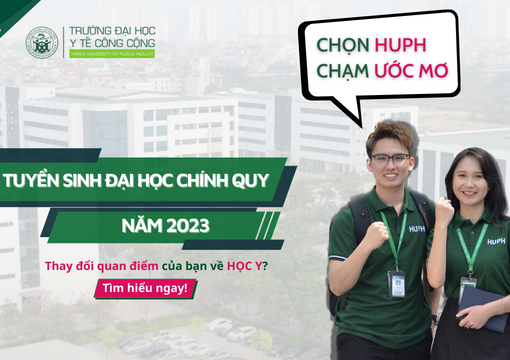 TRƯỜNG ĐẠI HỌC
Y TẾ CÔNG CỘNG
HANOI UNIVERSITY OF PUBLIC HEALTH
CHỌN HUPH
CHẠM ƯỚC MƠ
TUYỂN SINH ĐẠI HỌC CHÍNH QUY
NĂM 2023
Thay đổi quan điểm của bạn về HỌC Y?
Tìm hiểu ngay!
HUPH
HUPH